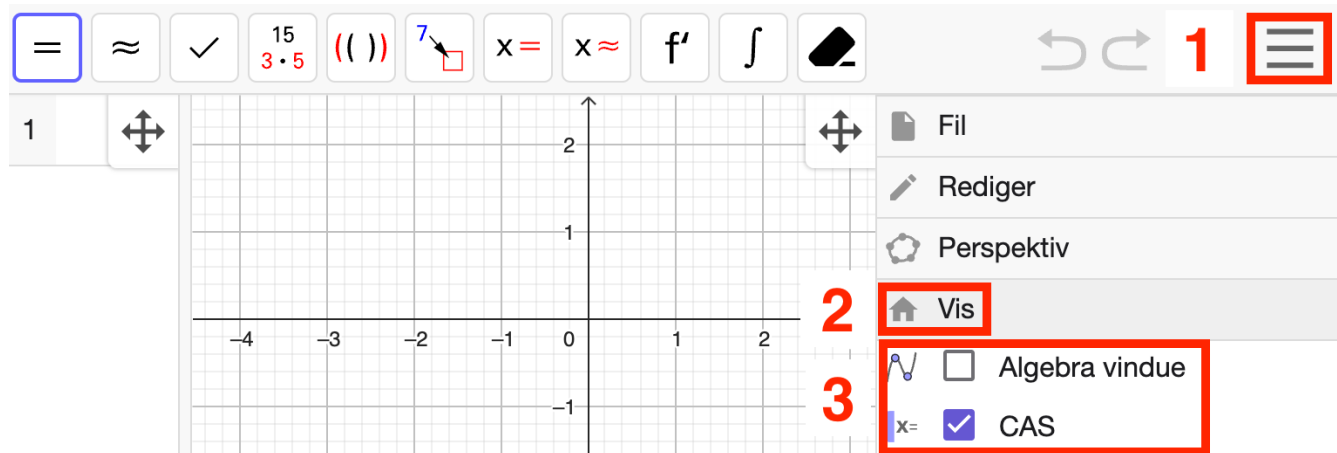 = ≈ ✓ 15 (( )) 7 x = x ≈ f′ ∫ 1
3 · 5
1
Fil
Rediger
Perspektiv
2 Vis
3
Algebra vindue
x= CAS
2
1
–4 –3 –2 –1 0 1 2
–1